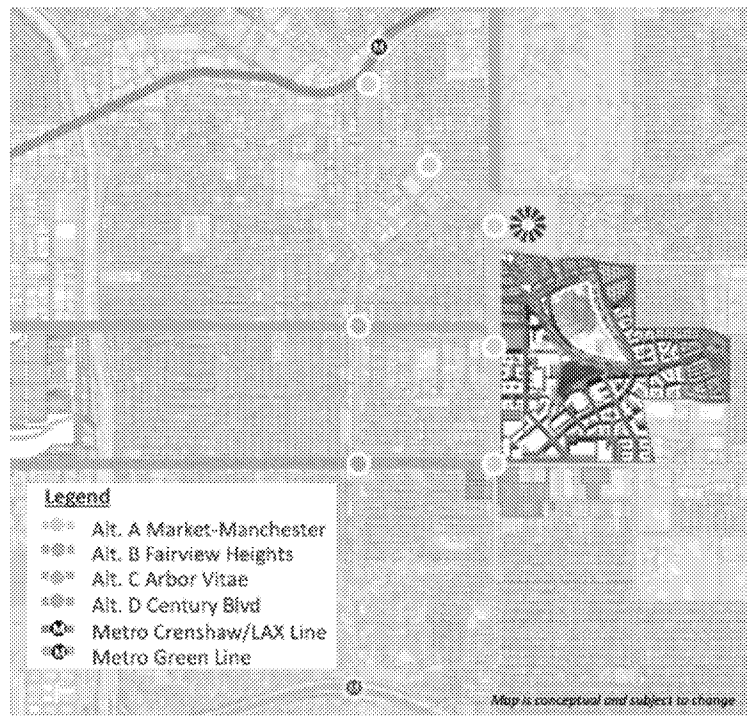 M
Legend
Alt. A Market-Manchester
Alt. B Fairview Heights
Alt. C Arbor Vitae
Alt. D Century Blvd
M Metro Crenshaw/LAX Line
M Metro Green Line
M
Map is conceptual and subject to change